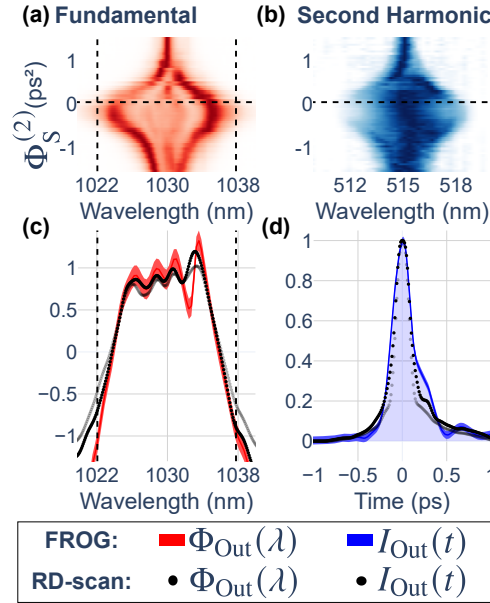 (a) Fundamental (b) Second Harmonic
Φ_S^(2)(ps²)
1
0
-1
1022 1030 1038
Wavelength (nm)
1
0
-1
512 515 518
Wavelength (nm)
(c)
1
0.5
0
−0.5
−1
1022 1030 1038
Wavelength (nm)
(d)
1
0.8
0.6
0.4
0.2
0
−1 −0.5 0 0.5 1
Time (ps)
FROG: Φ_Out(λ) I_Out(t)
RD-scan: Φ_Out(λ) I_Out(t)